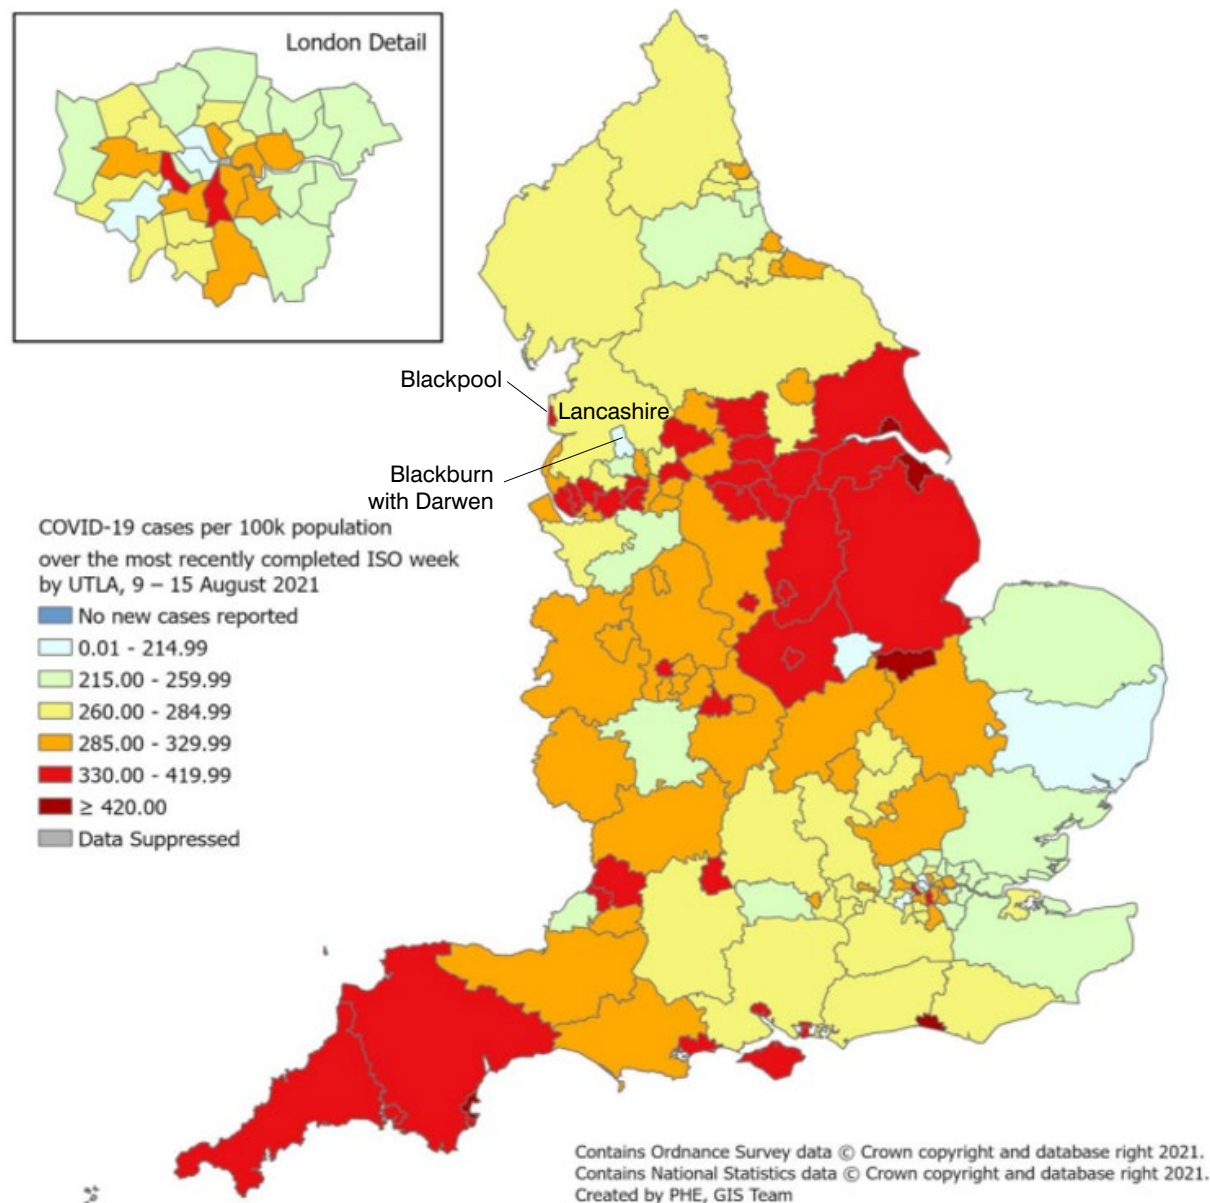 London Detail
Blackpool
Lancashire
Blackburn
with Darwen
COVID-19 cases per 100k population
over the most recently completed ISO week
by UTLA, 9 – 15 August 2021
No new cases reported
0.01 - 214.99
215.00 - 259.99
260.00 - 284.99
285.00 - 329.99
330.00 - 419.99
≥ 420.00
Data Suppressed
Contains Ordnance Survey data © Crown copyright and database right 2021.
Contains National Statistics data © Crown copyright and database right 2021.
Created by PHE, GIS Team